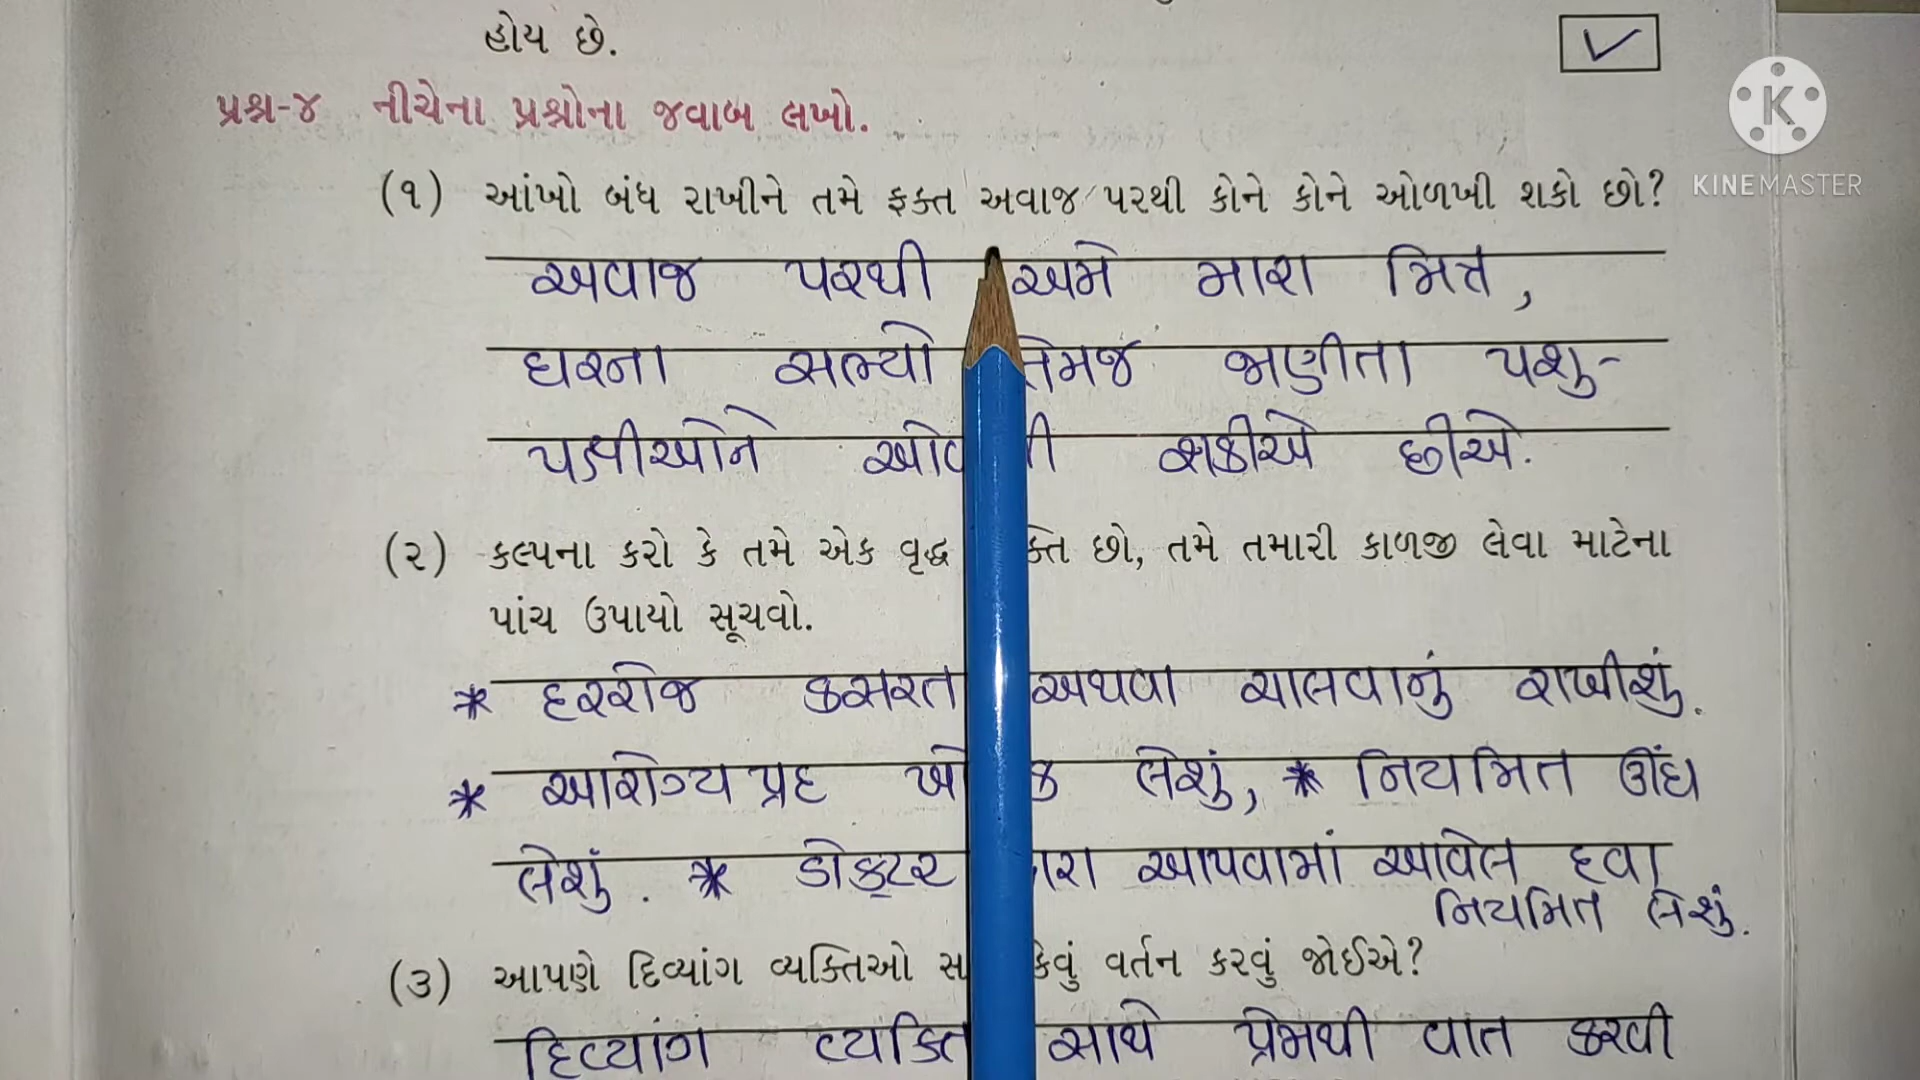 હોય છે.
પ્રશ્ન-૪ નીચેના પ્રશ્નોના જવાબ લખો.
(૧) આંખો બંધ રાખીને તમે ફક્ત અવાજ પરથી કોને કોને ઓળખી શકો છો?
અવાજ પરથી અમે મારા મિત્ર,
ઘરના સભ્યો તેમજ જાણીતા પશુ-
પક્ષીઓને શકીએ છીએ.
(૨) કલ્પના કરો કે તમે એક વૃદ્ધ છો, તમે તમારી કાળજી લેવા માટેના
પાંચ ઉપાયો સૂચવો.
* દરરોજ કસરત અથવા ચાલવાનું રાખીશું.
* આરોગ્યપ્રદ લેશું, * નિયમિત ઊંઘ
લેશું. * ડોક્ટર આપવામાં આવેલ દવા
નિયમિત લેશું.
(૩) આપણે દિવ્યાંગ વ્યક્તિઓ કેવું વર્તન કરવું જોઈએ?
દિવ્યાંગ વ્યક્તિ સાથે પ્રેમથી વાત કરવી
K
KINEMASTER